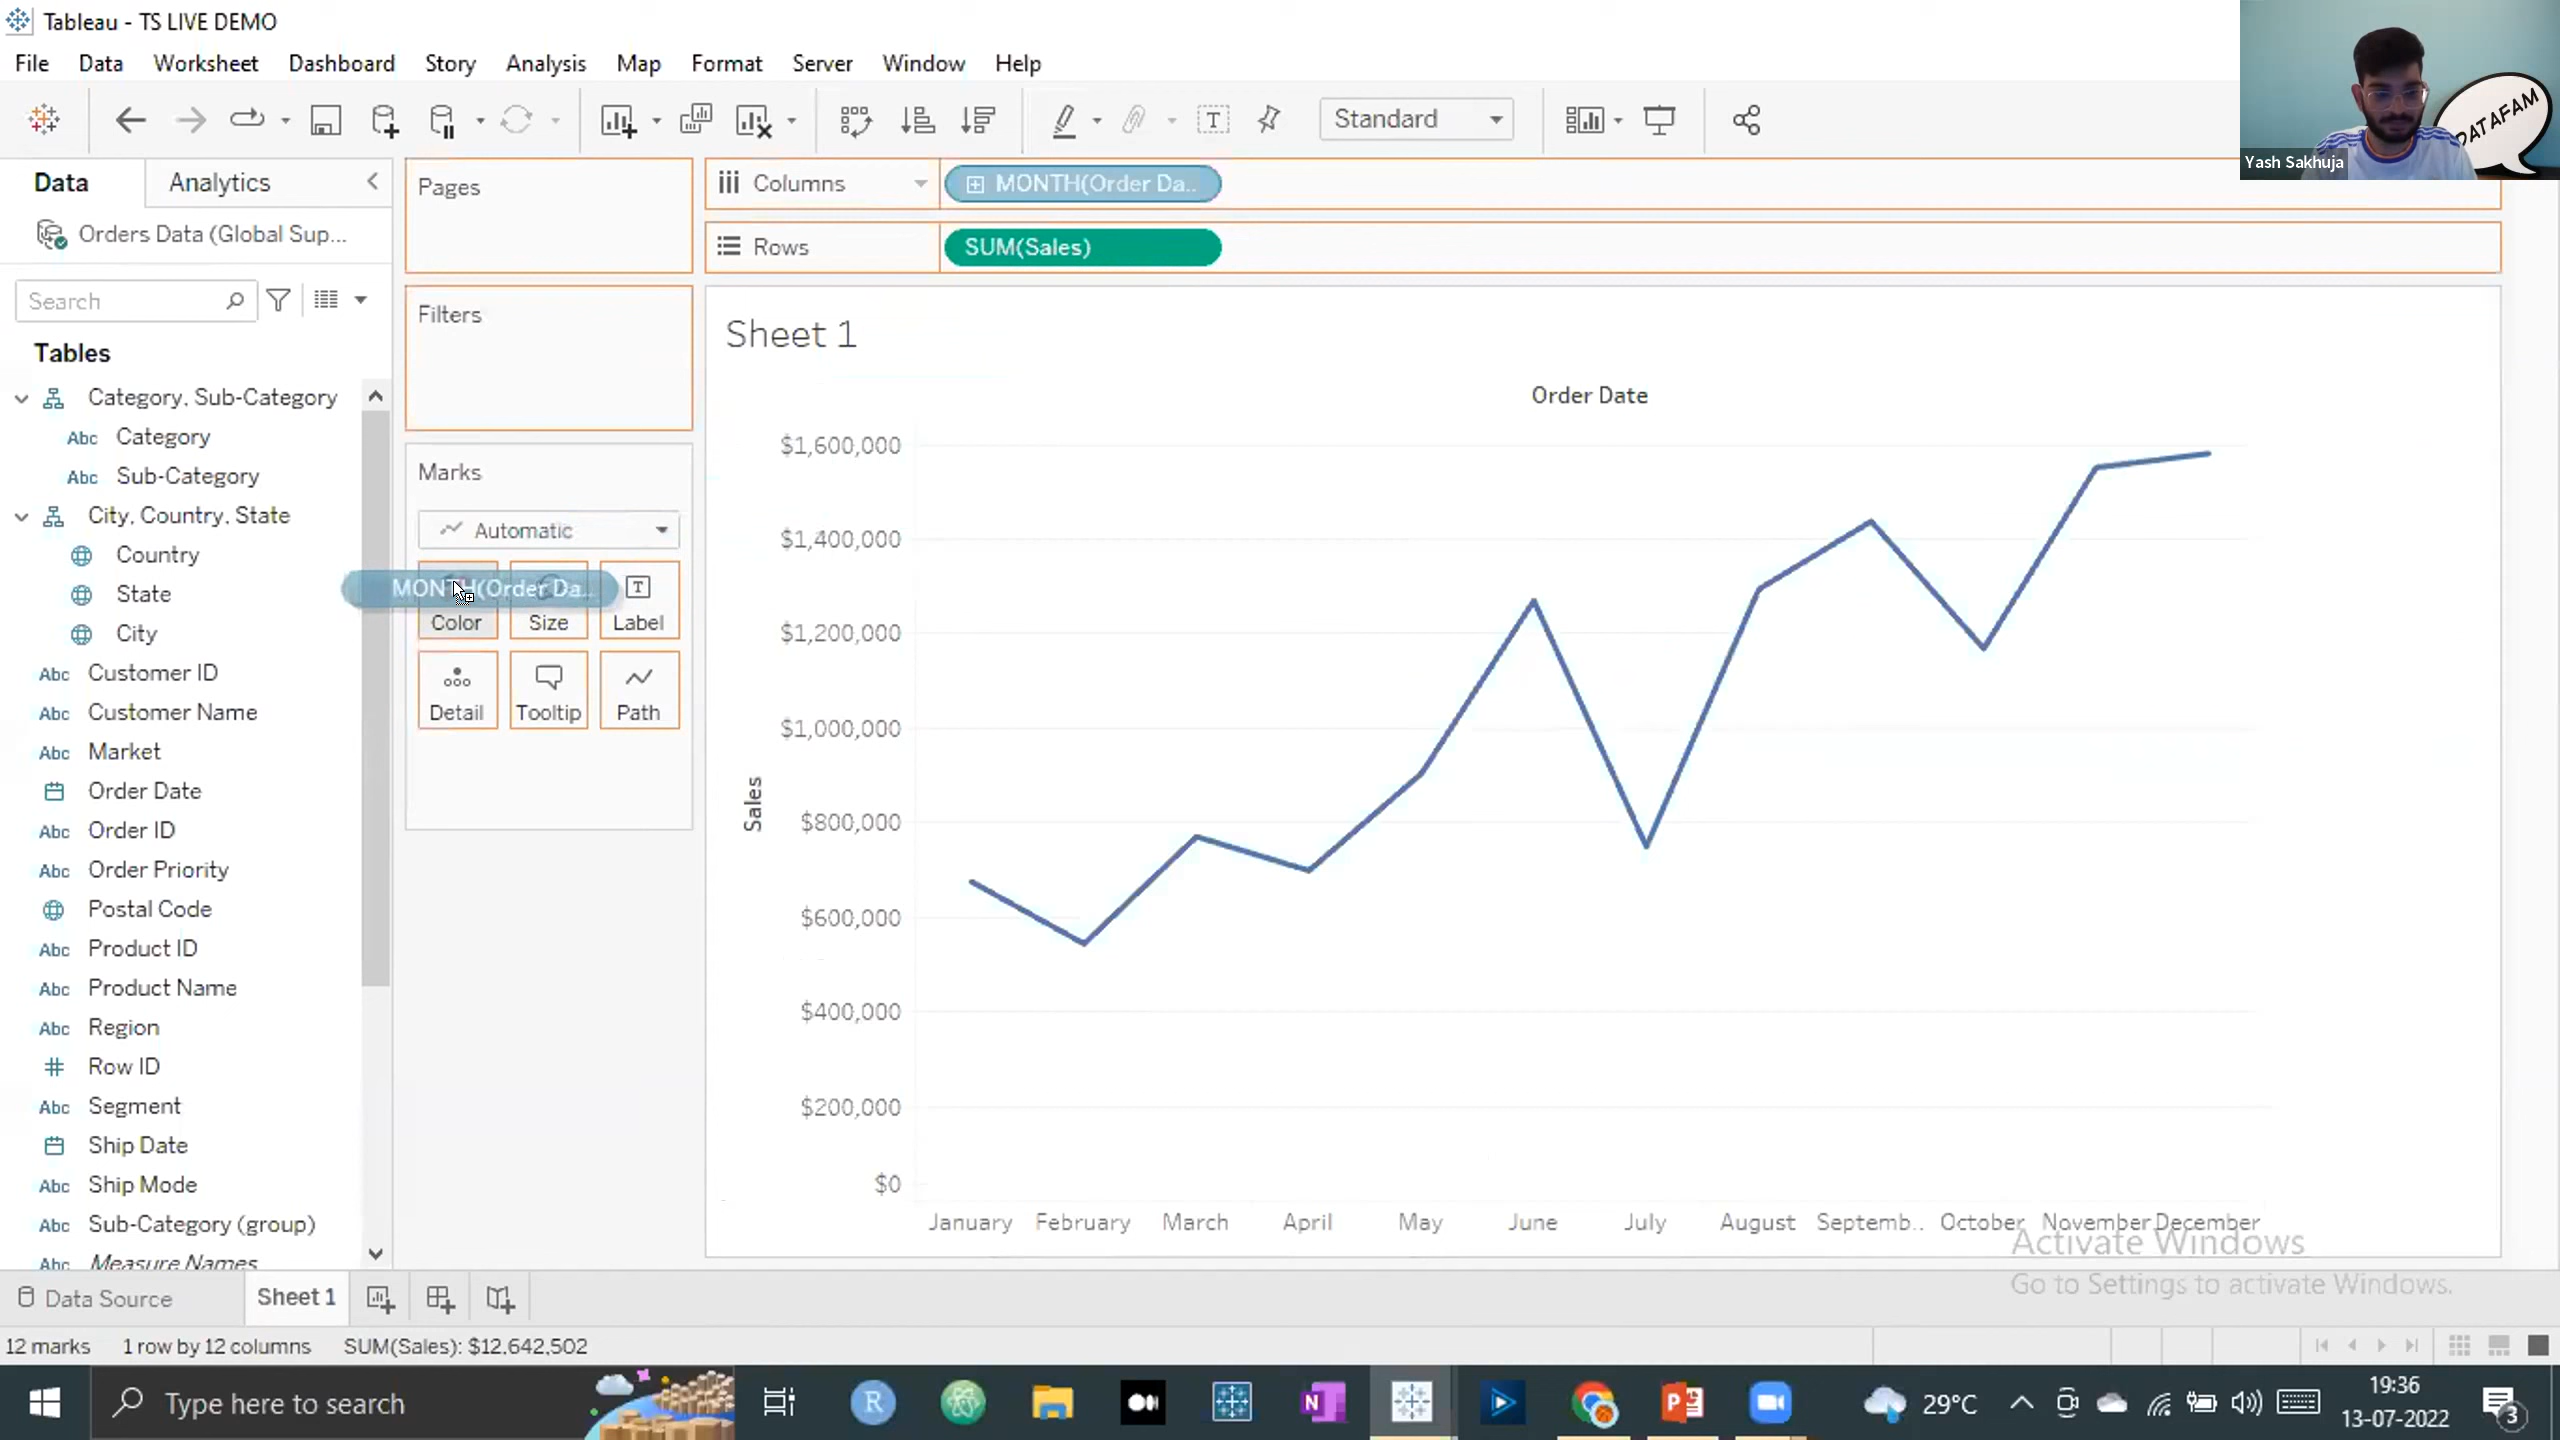 Tableau - TS LIVE DEMO
File Data Worksheet Dashboard Story Analysis Map Format Server Window Help
Standard
DATAFAM
Yash Sakhuja
Data Analytics
Orders Data (Global Sup...
Search
Tables
Category, Sub-Category
Abc Category
Abc Sub-Category
City, Country, State
Country
State
City
Abc Customer ID
Abc Customer Name
Abc Market
Order Date
Abc Order ID
Abc Order Priority
Postal Code
Abc Product ID
Abc Product Name
Abc Region
Row ID
Abc Segment
Ship Date
Abc Ship Mode
Abc Sub-Category (group)
Abc Measure Names
Pages
Filters
Marks
Automatic
MONTH(Order Da..
Color Size Label
Detail Tooltip Path
Columns MONTH(Order Da..
Rows SUM(Sales)
Sheet 1
Order Date
Sales
$1,600,000
$1,400,000
$1,200,000
$1,000,000
$800,000
$600,000
$400,000
$200,000
$0
January February March April May June July August Septemb.. October November December
Activate Windows
Go to Settings to activate Windows.
Data Source Sheet 1
12 marks 1 row by 12 columns SUM(Sales): $12,642,502
Type here to search
29°C
19:36
13-07-2022
3